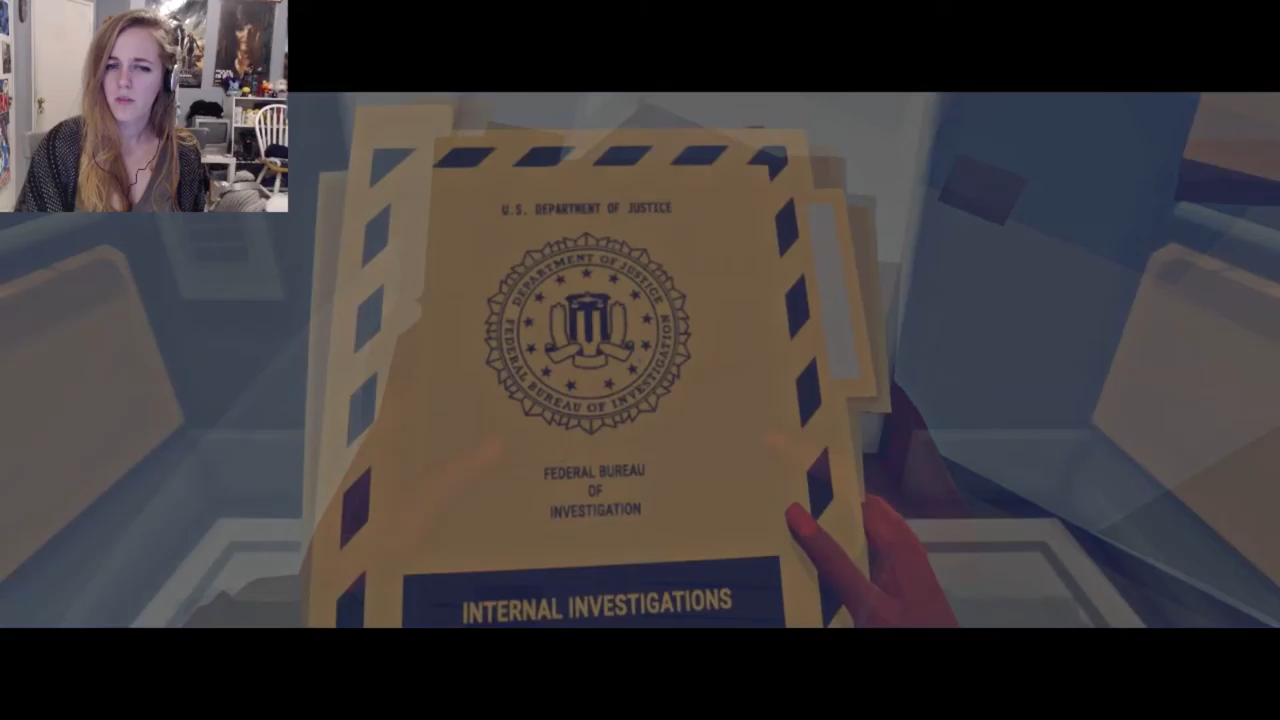 U.S. DEPARTMENT OF JUSTICE
DEPARTMENT OF JUSTICE
FEDERAL BUREAU OF INVESTIGATION
FEDERAL BUREAU
OF
INVESTIGATION
INTERNAL INVESTIGATIONS